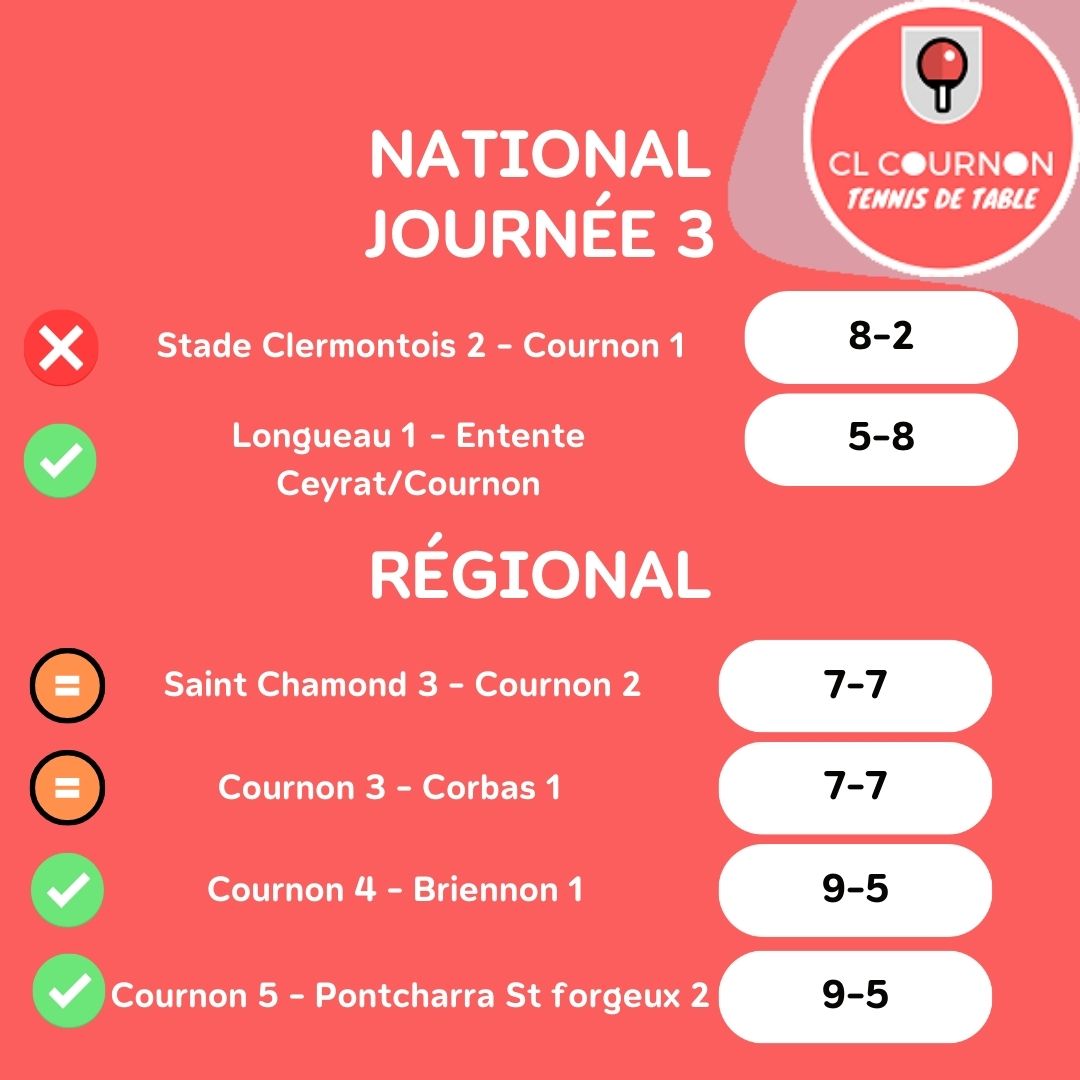 CL COURNON
TENNIS DE TABLE
NATIONAL
JOURNÉE 3
Stade Clermontois 2 - Cournon 1
8-2
Longueau 1 - Entente
Ceyrat/Cournon
5-8
RÉGIONAL
Saint Chamond 3 - Cournon 2
7-7
Cournon 3 - Corbas 1
7-7
Cournon 4 - Briennon 1
9-5
Cournon 5 - Pontcharra St forgeux 2
9-5